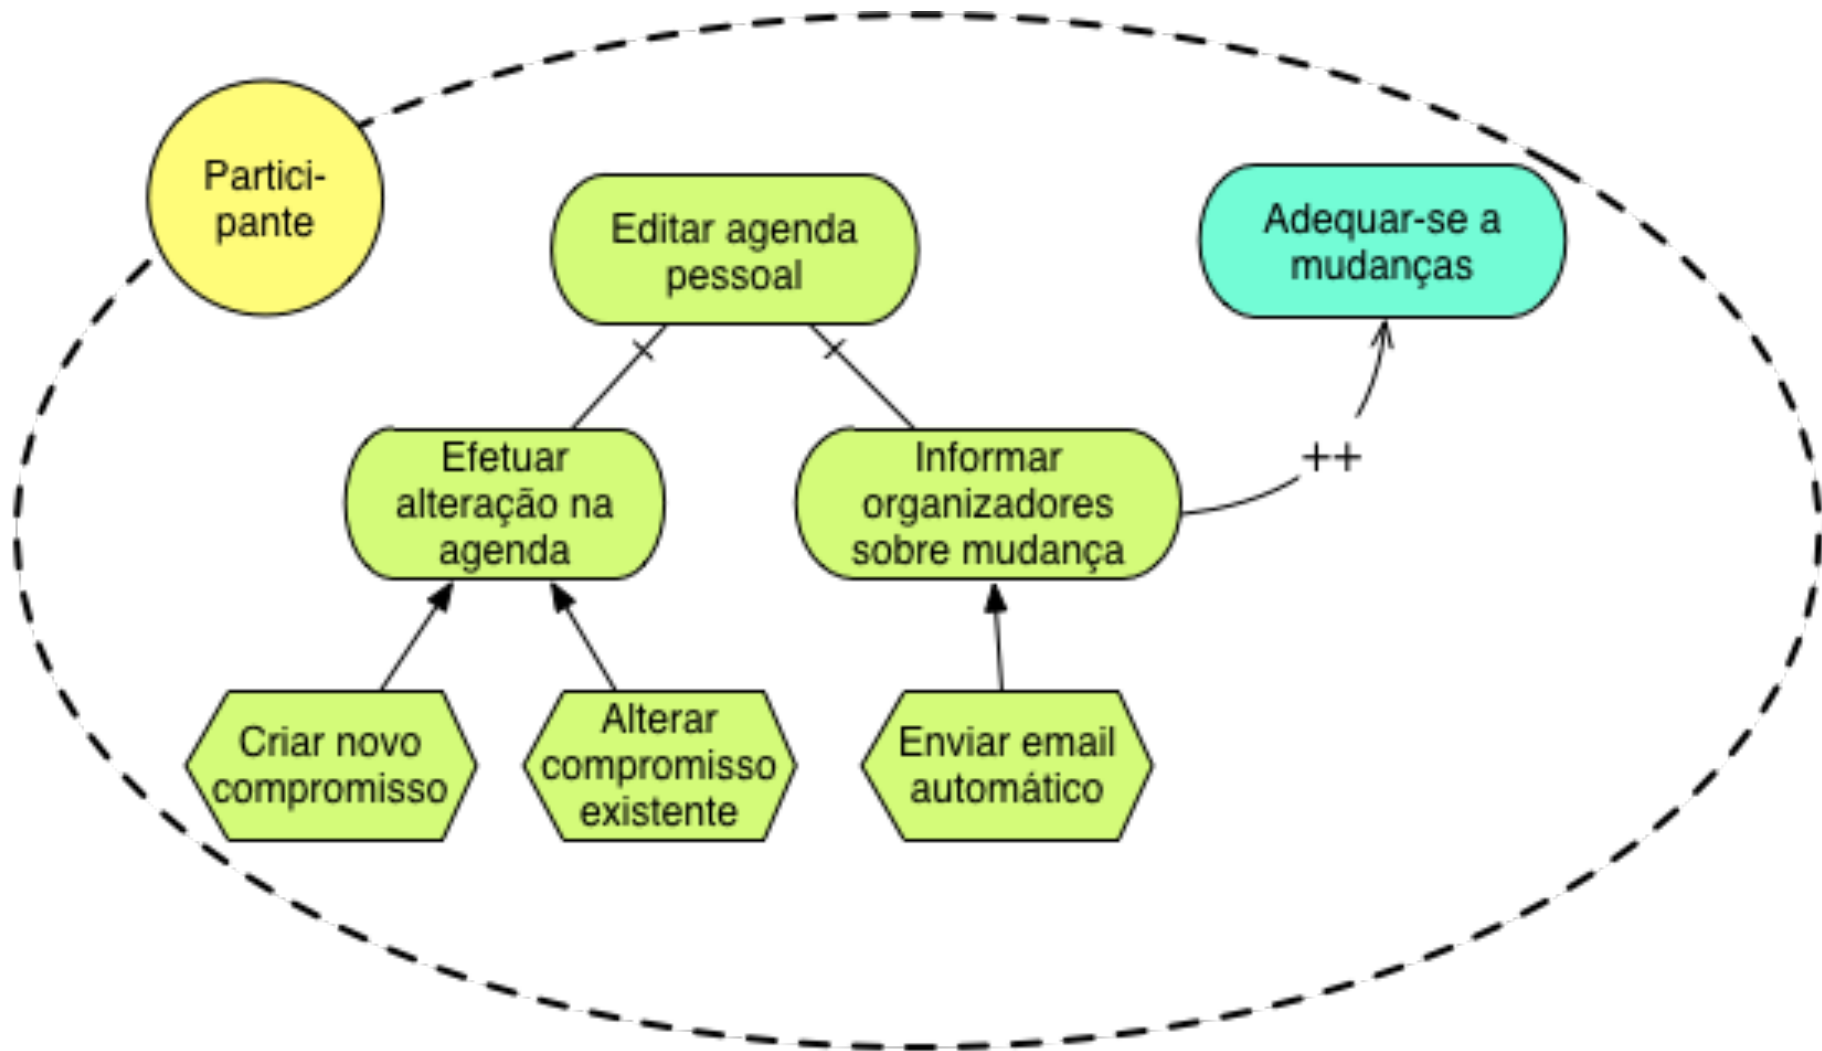 Partici-
pante
Editar agenda
pessoal
Adequar-se a
mudanças
Efetuar
alteração na
agenda
Informar
organizadores
sobre mudança
++
Criar novo
compromisso
Alterar
compromisso
existente
Enviar email
automático